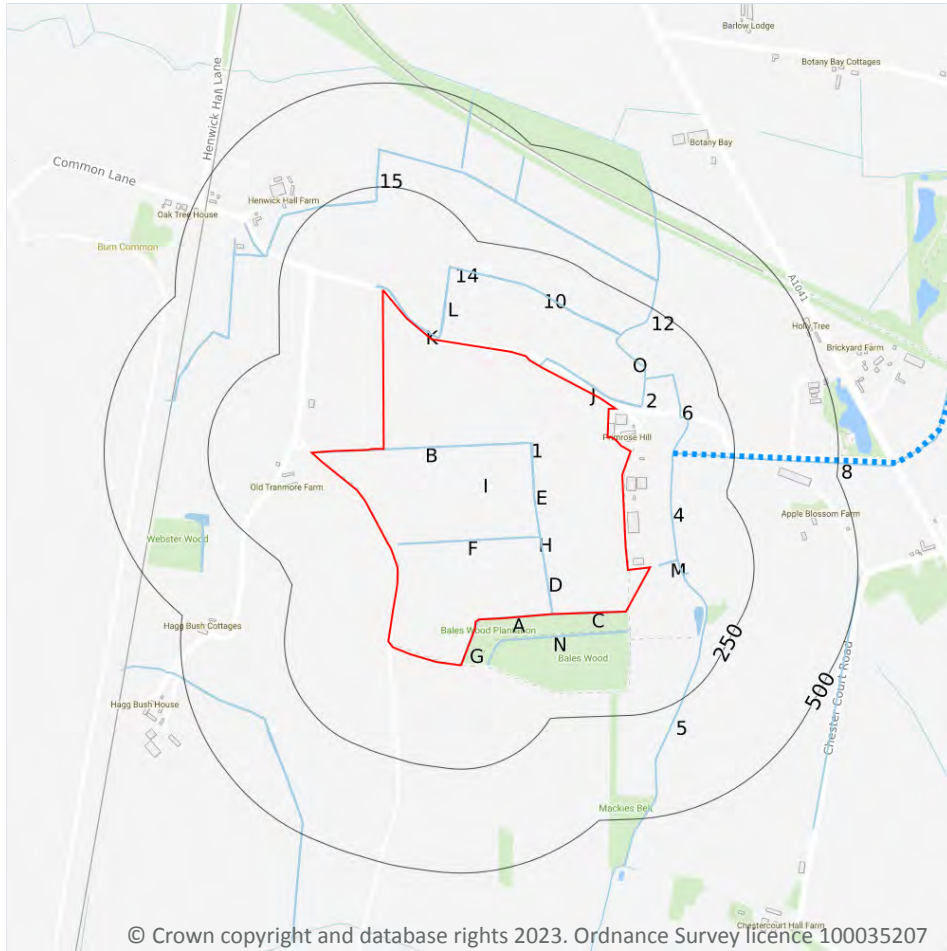 Barlow Lodge
Botany Bay Cottages
Henwick Hall Lane
Botany Bay
Common Lane
15
Henwick Hall Farm
Oak Tree House
Burn Common
A1041
14
10
L
12
Holly Tree
K
Brickyard Farm
O
J
2
6
Primrose Hill
B
1
8
I
Old Tranmore Farm
E
4
Apple Blossom Farm
F
H
Webster Wood
M
D
Hagg Bush Cottages
A
C
Bales Wood Plantation
N
G
Bales Wood
250
500
Chester Court Road
Hagg Bush House
5
Mackies Belt
Chestercourt Hall Farm
© Crown copyright and database rights 2023. Ordnance Survey licence 100035207